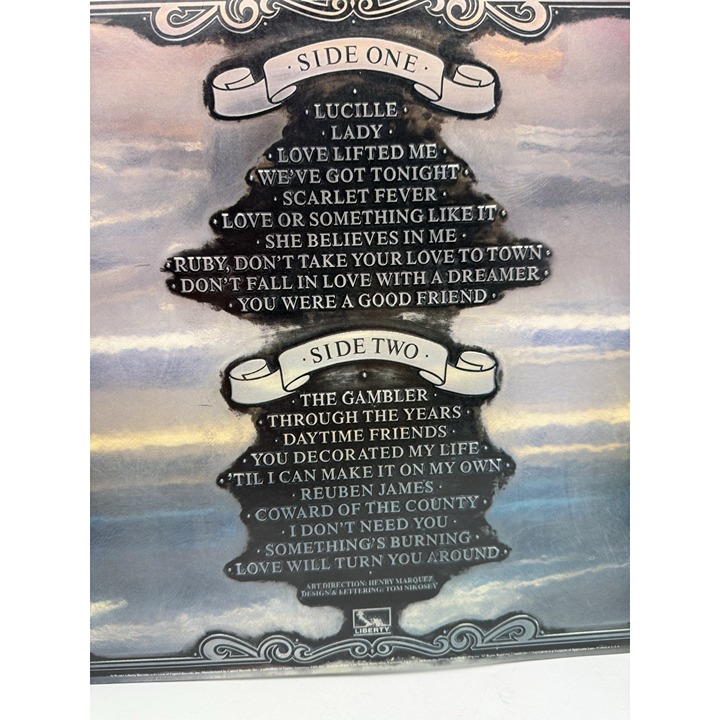 · SIDE ONE ·
· LUCILLE ·
· LADY ·
· LOVE LIFTED ME ·
· WE'VE GOT TONIGHT ·
· SCARLET FEVER ·
· LOVE OR SOMETHING LIKE IT ·
· SHE BELIEVES IN ME ·
· RUBY, DON'T TAKE YOUR LOVE TO TOWN ·
· DON'T FALL IN LOVE WITH A DREAMER ·
· YOU WERE A GOOD FRIEND ·
· SIDE TWO ·
· THE GAMBLER ·
· THROUGH THE YEARS ·
· DAYTIME FRIENDS ·
· YOU DECORATED MY LIFE ·
· 'TIL I CAN MAKE IT ON MY OWN ·
· REUBEN JAMES ·
· COWARD OF THE COUNTY ·
· I DON'T NEED YOU ·
· SOMETHING'S BURNING ·
· LOVE WILL TURN YOU AROUND ·
ART DIRECTION: HENRY MARQUEZ
DESIGN & LETTERING: TOM NIKOSEY
LIBERTY